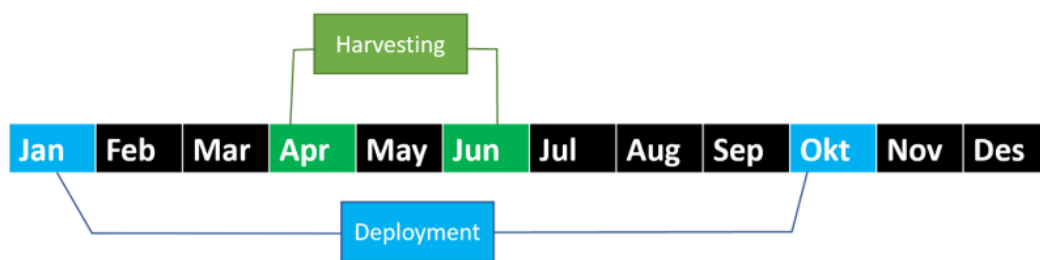 Harvesting
Jan Feb Mar Apr May Jun Jul Aug Sep Okt Nov Des
Deployment